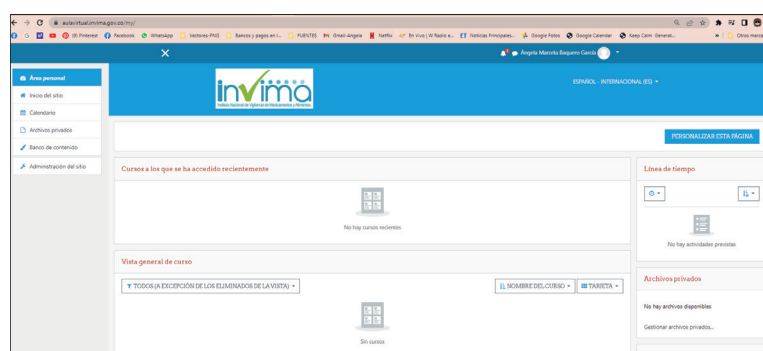 aulavirtual.invima.gov.co/my/
(9) Pinterest Facebook WhatsApp Vectores-PNG Bancos y pagos en l... FUENTES Gmail-Angela Netflix En Vivo | W Radio e... ET Noticias Principales... Google Fotos Google Calendar Keep Calm Generat... » Otros marca
Ángela Marcela Baquero García
Área personal
Inicio del sitio
Calendario
Archivos privados
Banco de contenido
Administración del sitio
invima
Instituto Nacional de Vigilancia de Medicamentos y Alimentos
ESPAÑOL - INTERNACIONAL (ES)
PERSONALIZAR ESTA PÁGINA
Cursos a los que se ha accedido recientemente
No hay cursos recientes
Vista general de curso
TODOS (A EXCEPCIÓN DE LOS ELIMINADOS DE LA VISTA)
NOMBRE DEL CURSO
TARJETA
Sin cursos
Línea de tiempo
No hay actividades previstas
Archivos privados
No hay archivos disponibles
Gestionar archivos privados...